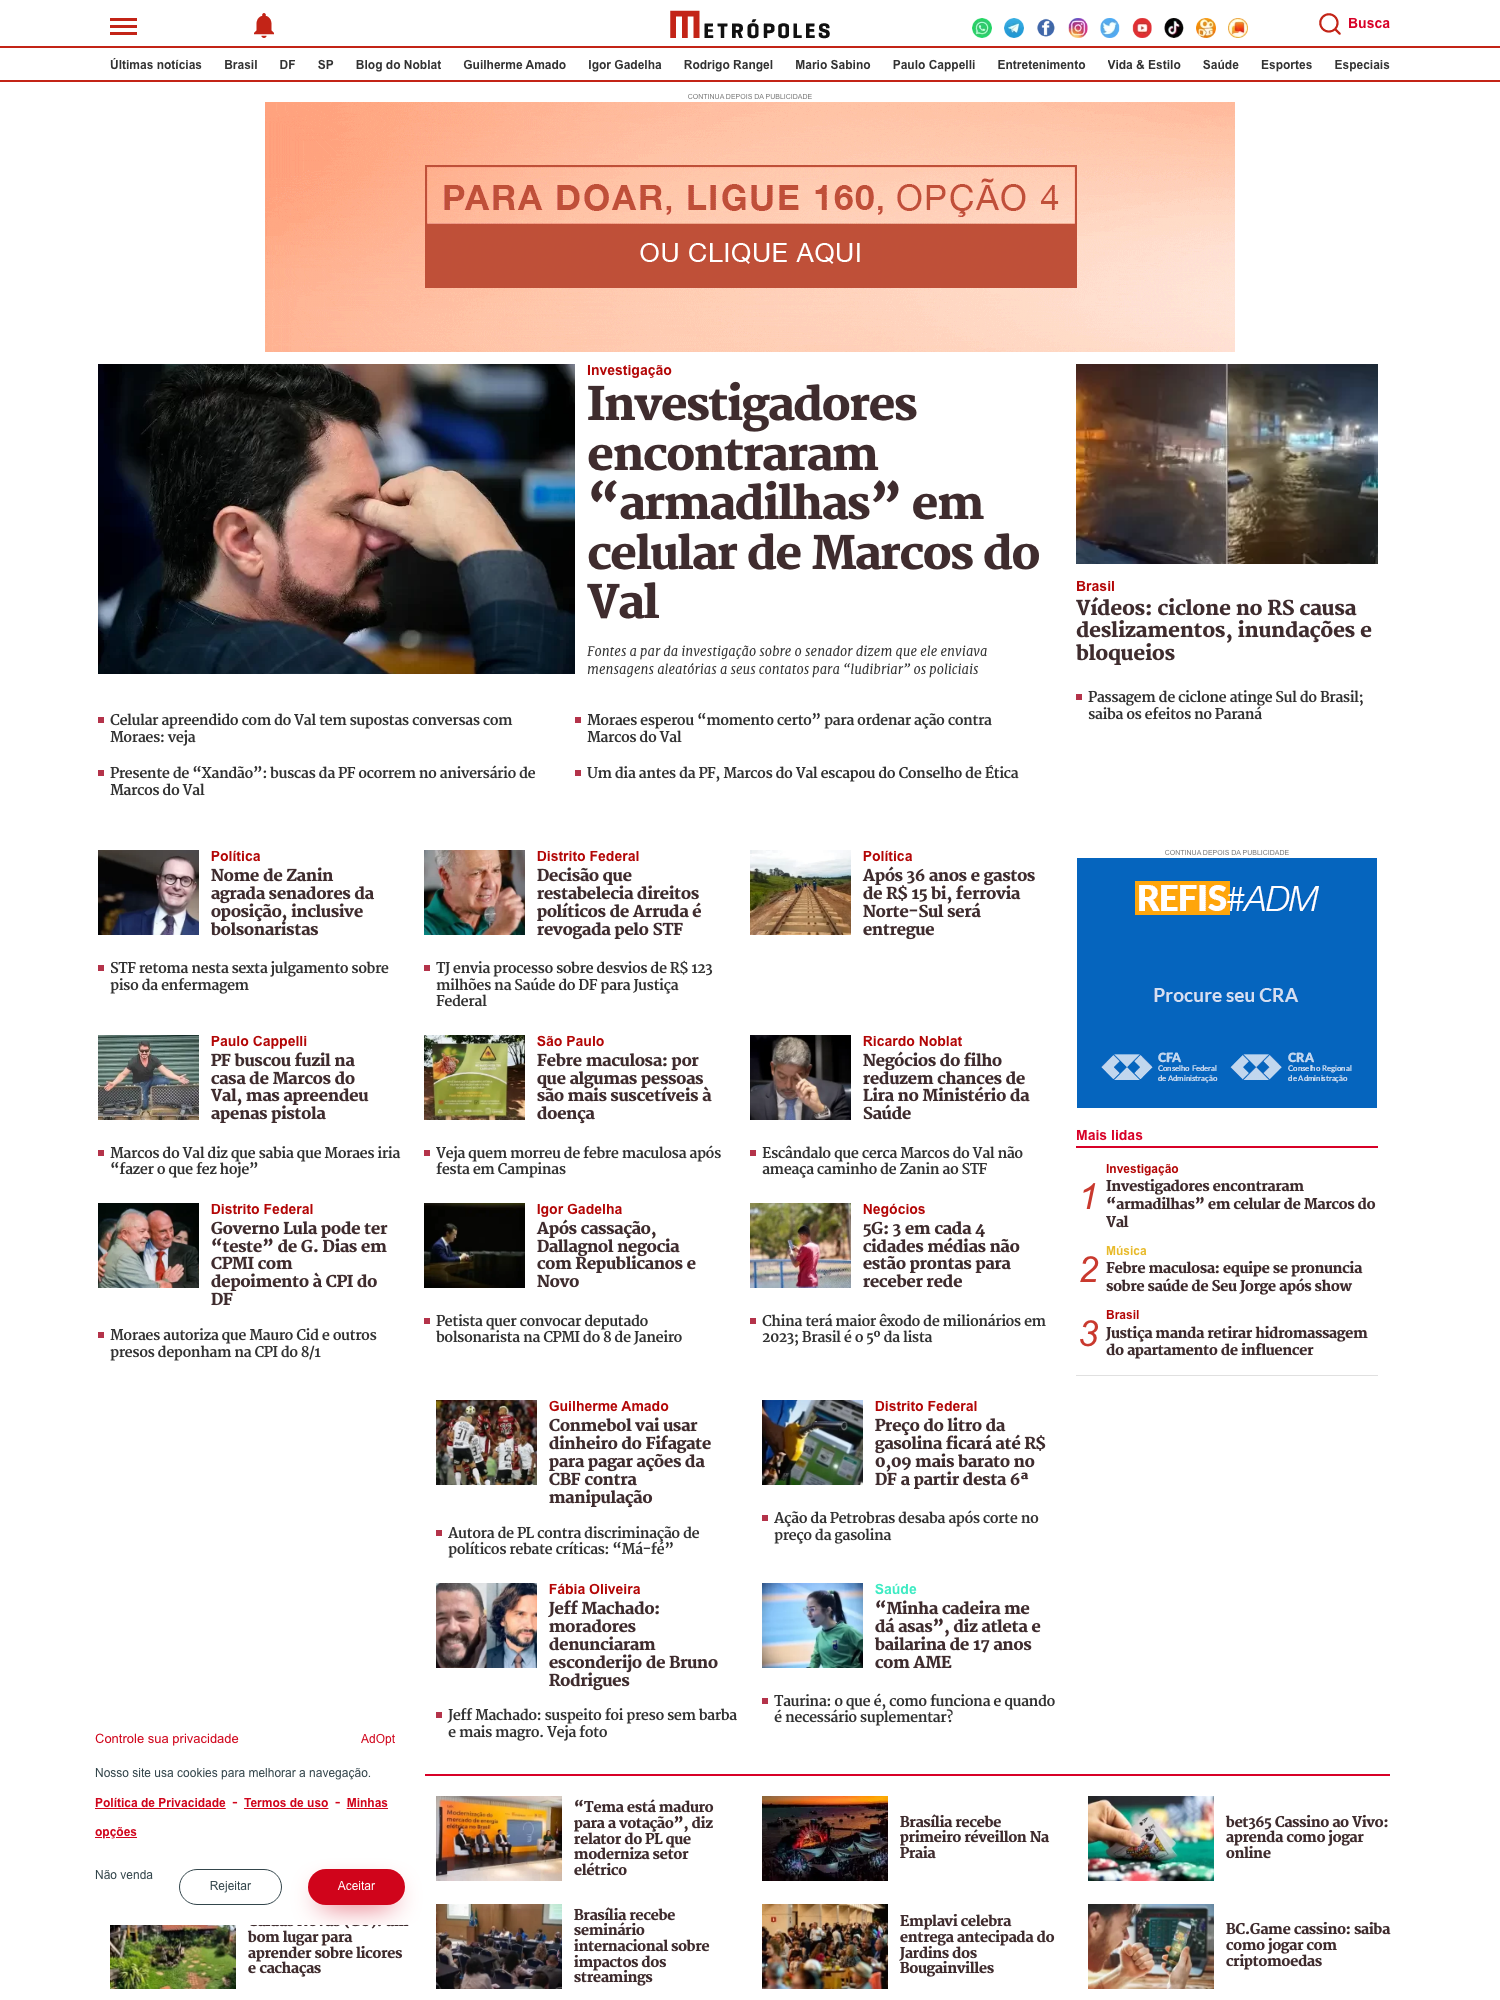 METRÓPOLES
Busca
Últimas notícias Brasil DF SP Blog do Noblat Guilherme Amado Igor Gadelha Rodrigo Rangel Mario Sabino Paulo Cappelli Entretenimento Vida & Estilo Saúde Esportes Especiais
CONTINUA DEPOIS DA PUBLICIDADE
PARA DOAR, LIGUE 160, OPÇÃO 4
OU CLIQUE AQUI
Investigação
Investigadores
encontraram
“armadilhas” em
celular de Marcos do
Val
Fontes a par da investigação sobre o senador dizem que ele enviava
mensagens aleatórias a seus contatos para “ludibriar” os policiais
Celular apreendido com do Val tem supostas conversas com
Moraes: veja
Moraes esperou “momento certo” para ordenar ação contra
Marcos do Val
Presente de “Xandão”: buscas da PF ocorrem no aniversário de
Marcos do Val
Um dia antes da PF, Marcos do Val escapou do Conselho de Ética
Brasil
Vídeos: ciclone no RS causa
deslizamentos, inundações e
bloqueios
Passagem de ciclone atinge Sul do Brasil;
saiba os efeitos no Paraná
Política
Nome de Zanin
agrada senadores da
oposição, inclusive
bolsonaristas
STF retoma nesta sexta julgamento sobre
piso da enfermagem
Distrito Federal
Decisão que
restabelecia direitos
políticos de Arruda é
revogada pelo STF
TJ envia processo sobre desvios de R$ 123
milhões na Saúde do DF para Justiça
Federal
Política
Após 36 anos e gastos
de R$ 15 bi, ferrovia
Norte-Sul será
entregue
Paulo Cappelli
PF buscou fuzil na
casa de Marcos do
Val, mas apreendeu
apenas pistola
Marcos do Val diz que sabia que Moraes iria
“fazer o que fez hoje”
São Paulo
Febre maculosa: por
que algumas pessoas
são mais suscetíveis à
doença
Veja quem morreu de febre maculosa após
festa em Campinas
Ricardo Noblat
Negócios do filho
reduzem chances de
Lira no Ministério da
Saúde
Escândalo que cerca Marcos do Val não
ameaça caminho de Zanin ao STF
Distrito Federal
Governo Lula pode ter
“teste” de G. Dias em
CPMI com
depoimento à CPI do
DF
Moraes autoriza que Mauro Cid e outros
presos deponham na CPI do 8/1
Igor Gadelha
Após cassação,
Dallagnol negocia
com Republicanos e
Novo
Petista quer convocar deputado
bolsonarista na CPMI do 8 de Janeiro
Negócios
5G: 3 em cada 4
cidades médias não
estão prontas para
receber rede
China terá maior êxodo de milionários em
2023; Brasil é o 5º da lista
CONTINUA DEPOIS DA PUBLICIDADE
REFIS#ADM
Procure seu CRA
CFA
Conselho Federal
de Administração
CRA
Conselho Regional
de Administração
Mais lidas
1
Investigação
Investigadores encontraram
“armadilhas” em celular de Marcos do
Val
2
Música
Febre maculosa: equipe se pronuncia
sobre saúde de Seu Jorge após show
3
Brasil
Justiça manda retirar hidromassagem
do apartamento de influencer
Guilherme Amado
Conmebol vai usar
dinheiro do Fifagate
para pagar ações da
CBF contra
manipulação
Autora de PL contra discriminação de
políticos rebate críticas: “Má-fé”
Distrito Federal
Preço do litro da
gasolina ficará até R$
0,09 mais barato no
DF a partir desta 6ª
Ação da Petrobras desaba após corte no
preço da gasolina
Fábia Oliveira
Jeff Machado:
moradores
denunciaram
esconderijo de Bruno
Rodrigues
Jeff Machado: suspeito foi preso sem barba
e mais magro. Veja foto
Saúde
“Minha cadeira me
dá asas”, diz atleta e
bailarina de 17 anos
com AME
Taurina: o que é, como funciona e quando
é necessário suplementar?
Controle sua privacidade
AdOpt
Nosso site usa cookies para melhorar a navegação.
Política de Privacidade - Termos de uso - Minhas
opções
Não venda
Rejeitar
Aceitar
“Tema está maduro
para a votação”, diz
relator do PL que
moderniza setor
elétrico
Brasília recebe
primeiro réveillon Na
Praia
bet365 Cassino ao Vivo:
aprenda como jogar
online
bom lugar para
aprender sobre licores
e cachaças
Brasília recebe
seminário
internacional sobre
impactos dos
streamings
Emplavi celebra
entrega antecipada do
Jardins dos
Bougainvilles
BC.Game cassino: saiba
como jogar com
criptomoedas